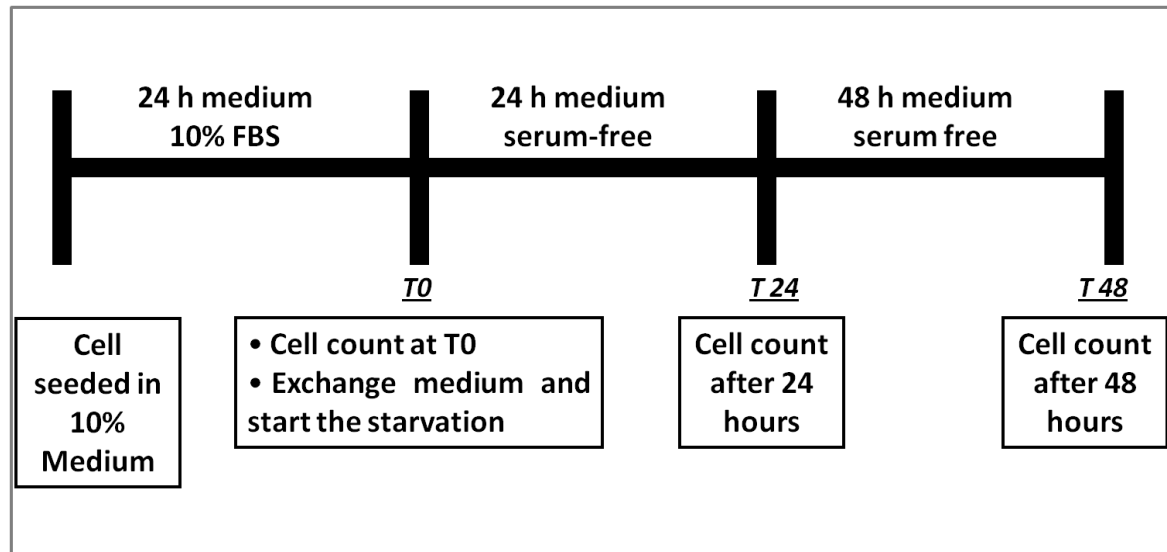 24 h medium
10% FBS
24 h medium
serum-free
48 h medium
serum free
T0
T 24
T 48
Cell
seeded in
10%
Medium
• Cell count at T0
• Exchange medium and
start the starvation
Cell count
after 24
hours
Cell count
after 48
hours